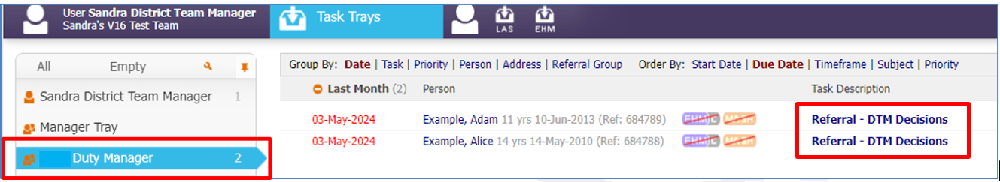 User Sandra District Team Manager
Sandra's V16 Test Team
Task Trays
LAS
EHM
All Empty
Sandra District Team Manager 1
Manager Tray
Duty Manager 2
Group By: Date | Task | Priority | Person | Address | Referral Group Order By: Start Date | Due Date | Timeframe | Subject | Priority
Last Month (2) Person Task Description
03-May-2024 Example, Adam 11 yrs 10-Jun-2013 (Ref: 684789) EHM C MASH Referral - DTM Decisions
03-May-2024 Example, Alice 14 yrs 14-May-2010 (Ref: 684788) EHM C MASH Referral - DTM Decisions